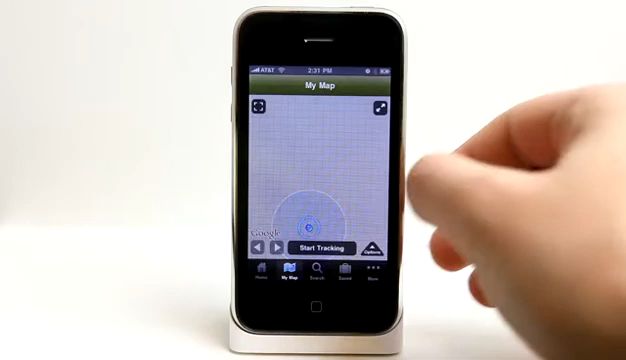 AT&T 2:31 PM
My Map
Google
Start Tracking
Options
Home My Map Search Saved More